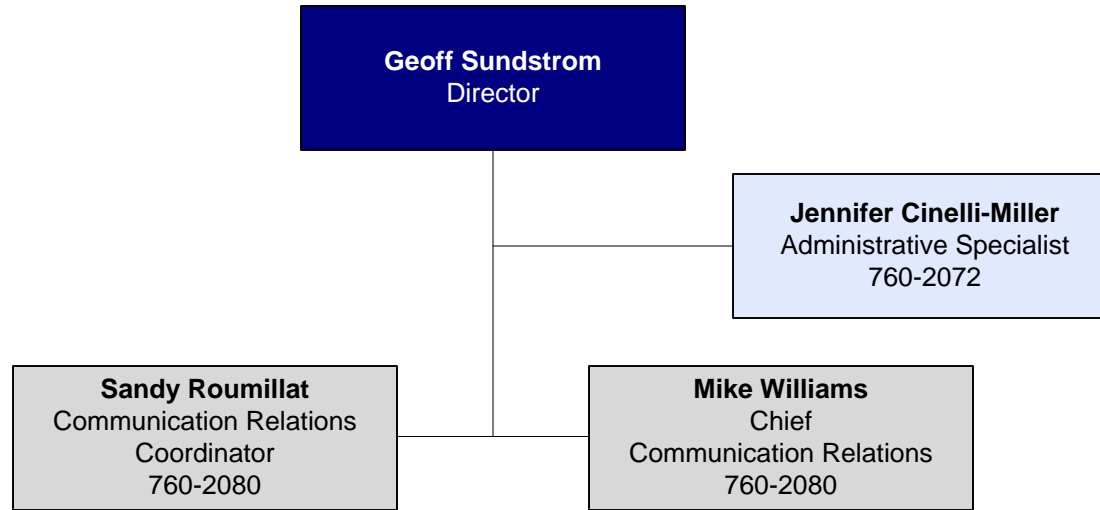 Geoff Sundstrom
Director
Jennifer Cinelli-Miller
Administrative Specialist
760-2072
Sandy Roumillat
Communication Relations
Coordinator
760-2080
Mike Williams
Chief
Communication Relations
760-2080